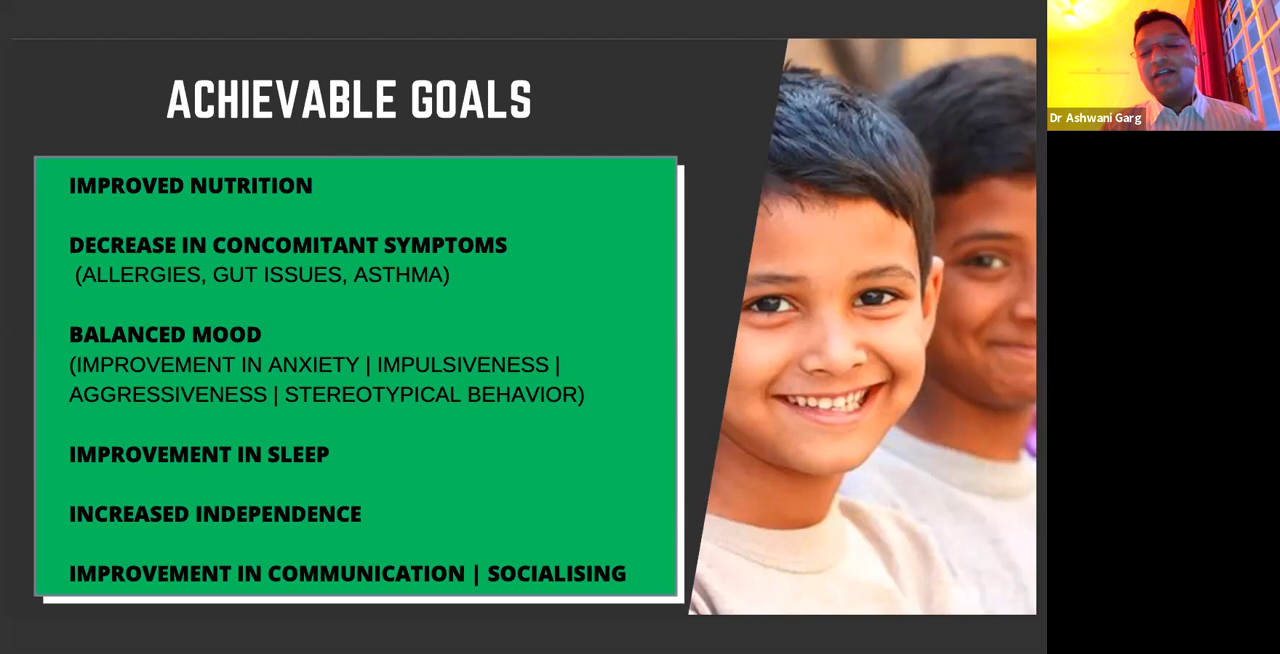 ACHIEVABLE GOALS
IMPROVED NUTRITION
DECREASE IN CONCOMITANT SYMPTOMS
(ALLERGIES, GUT ISSUES, ASTHMA)
BALANCED MOOD
(IMPROVEMENT IN ANXIETY | IMPULSIVENESS |
AGGRESSIVENESS | STEREOTYPICAL BEHAVIOR)
IMPROVEMENT IN SLEEP
INCREASED INDEPENDENCE
IMPROVEMENT IN COMMUNICATION | SOCIALISING
Dr Ashwani Garg